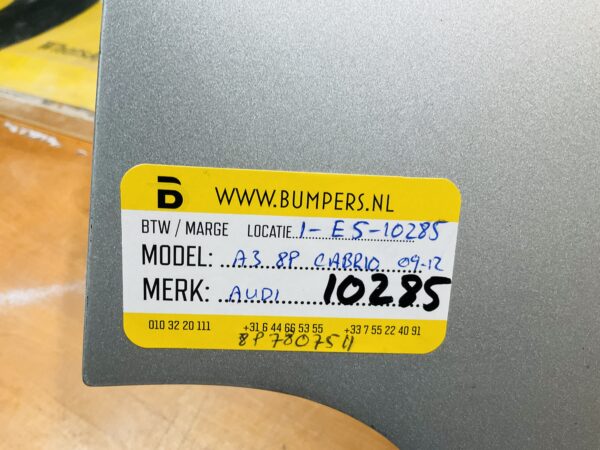 B WWW.BUMPERS.NL
BTW / MARGE LOCATIE 1-E5-10285
MODEL: A3 8P CABRIO 09-12
MERK: AUDI 10285
010 32 20 111 +31 6 44 66 53 55 +33 7 55 22 40 91
8P7807511